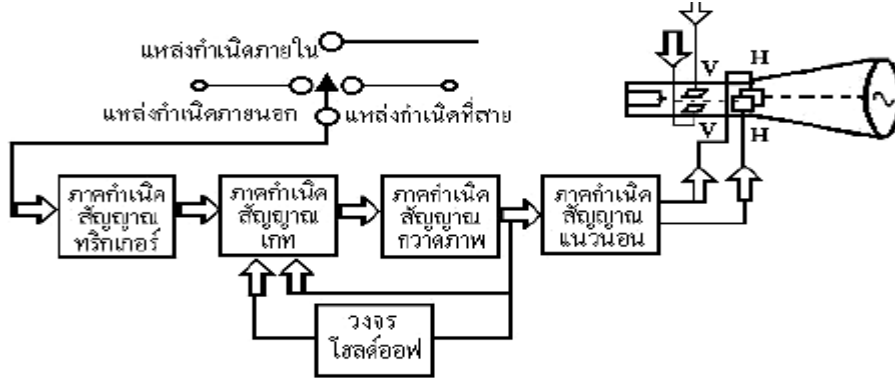 แหล่งกำเนิดภายใน
แหล่งกำเนิดภายนอก
แหล่งกำเนิดที่สาย
V
H
V
H
ภาคกำเนิด
สัญญาณ
ทริกเกอร์
ภาคกำเนิด
สัญญาณ
เกท
ภาคกำเนิด
สัญญาณ
กวาดภาพ
ภาคกำเนิด
สัญญาณ
แนวนอน
วงจร
โฮลด์ออฟ